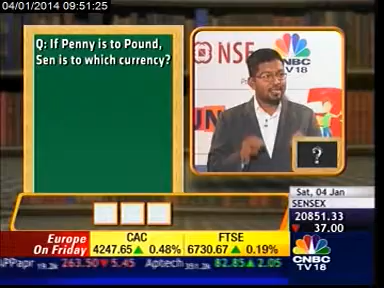 04/01/2014 09:51:25
Q: If Penny is to Pound,
Sen is to which currency?
NSE
CNBC
TV18
UN
?
Sat, 04 Jan
SENSEX
20851.33
37.00
Europe
On Friday
CAC
4247.65 0.48%
FTSE
6730.67 0.19%
CNBC
TV18
263.50 5.45 Aptech 82.85 2.05